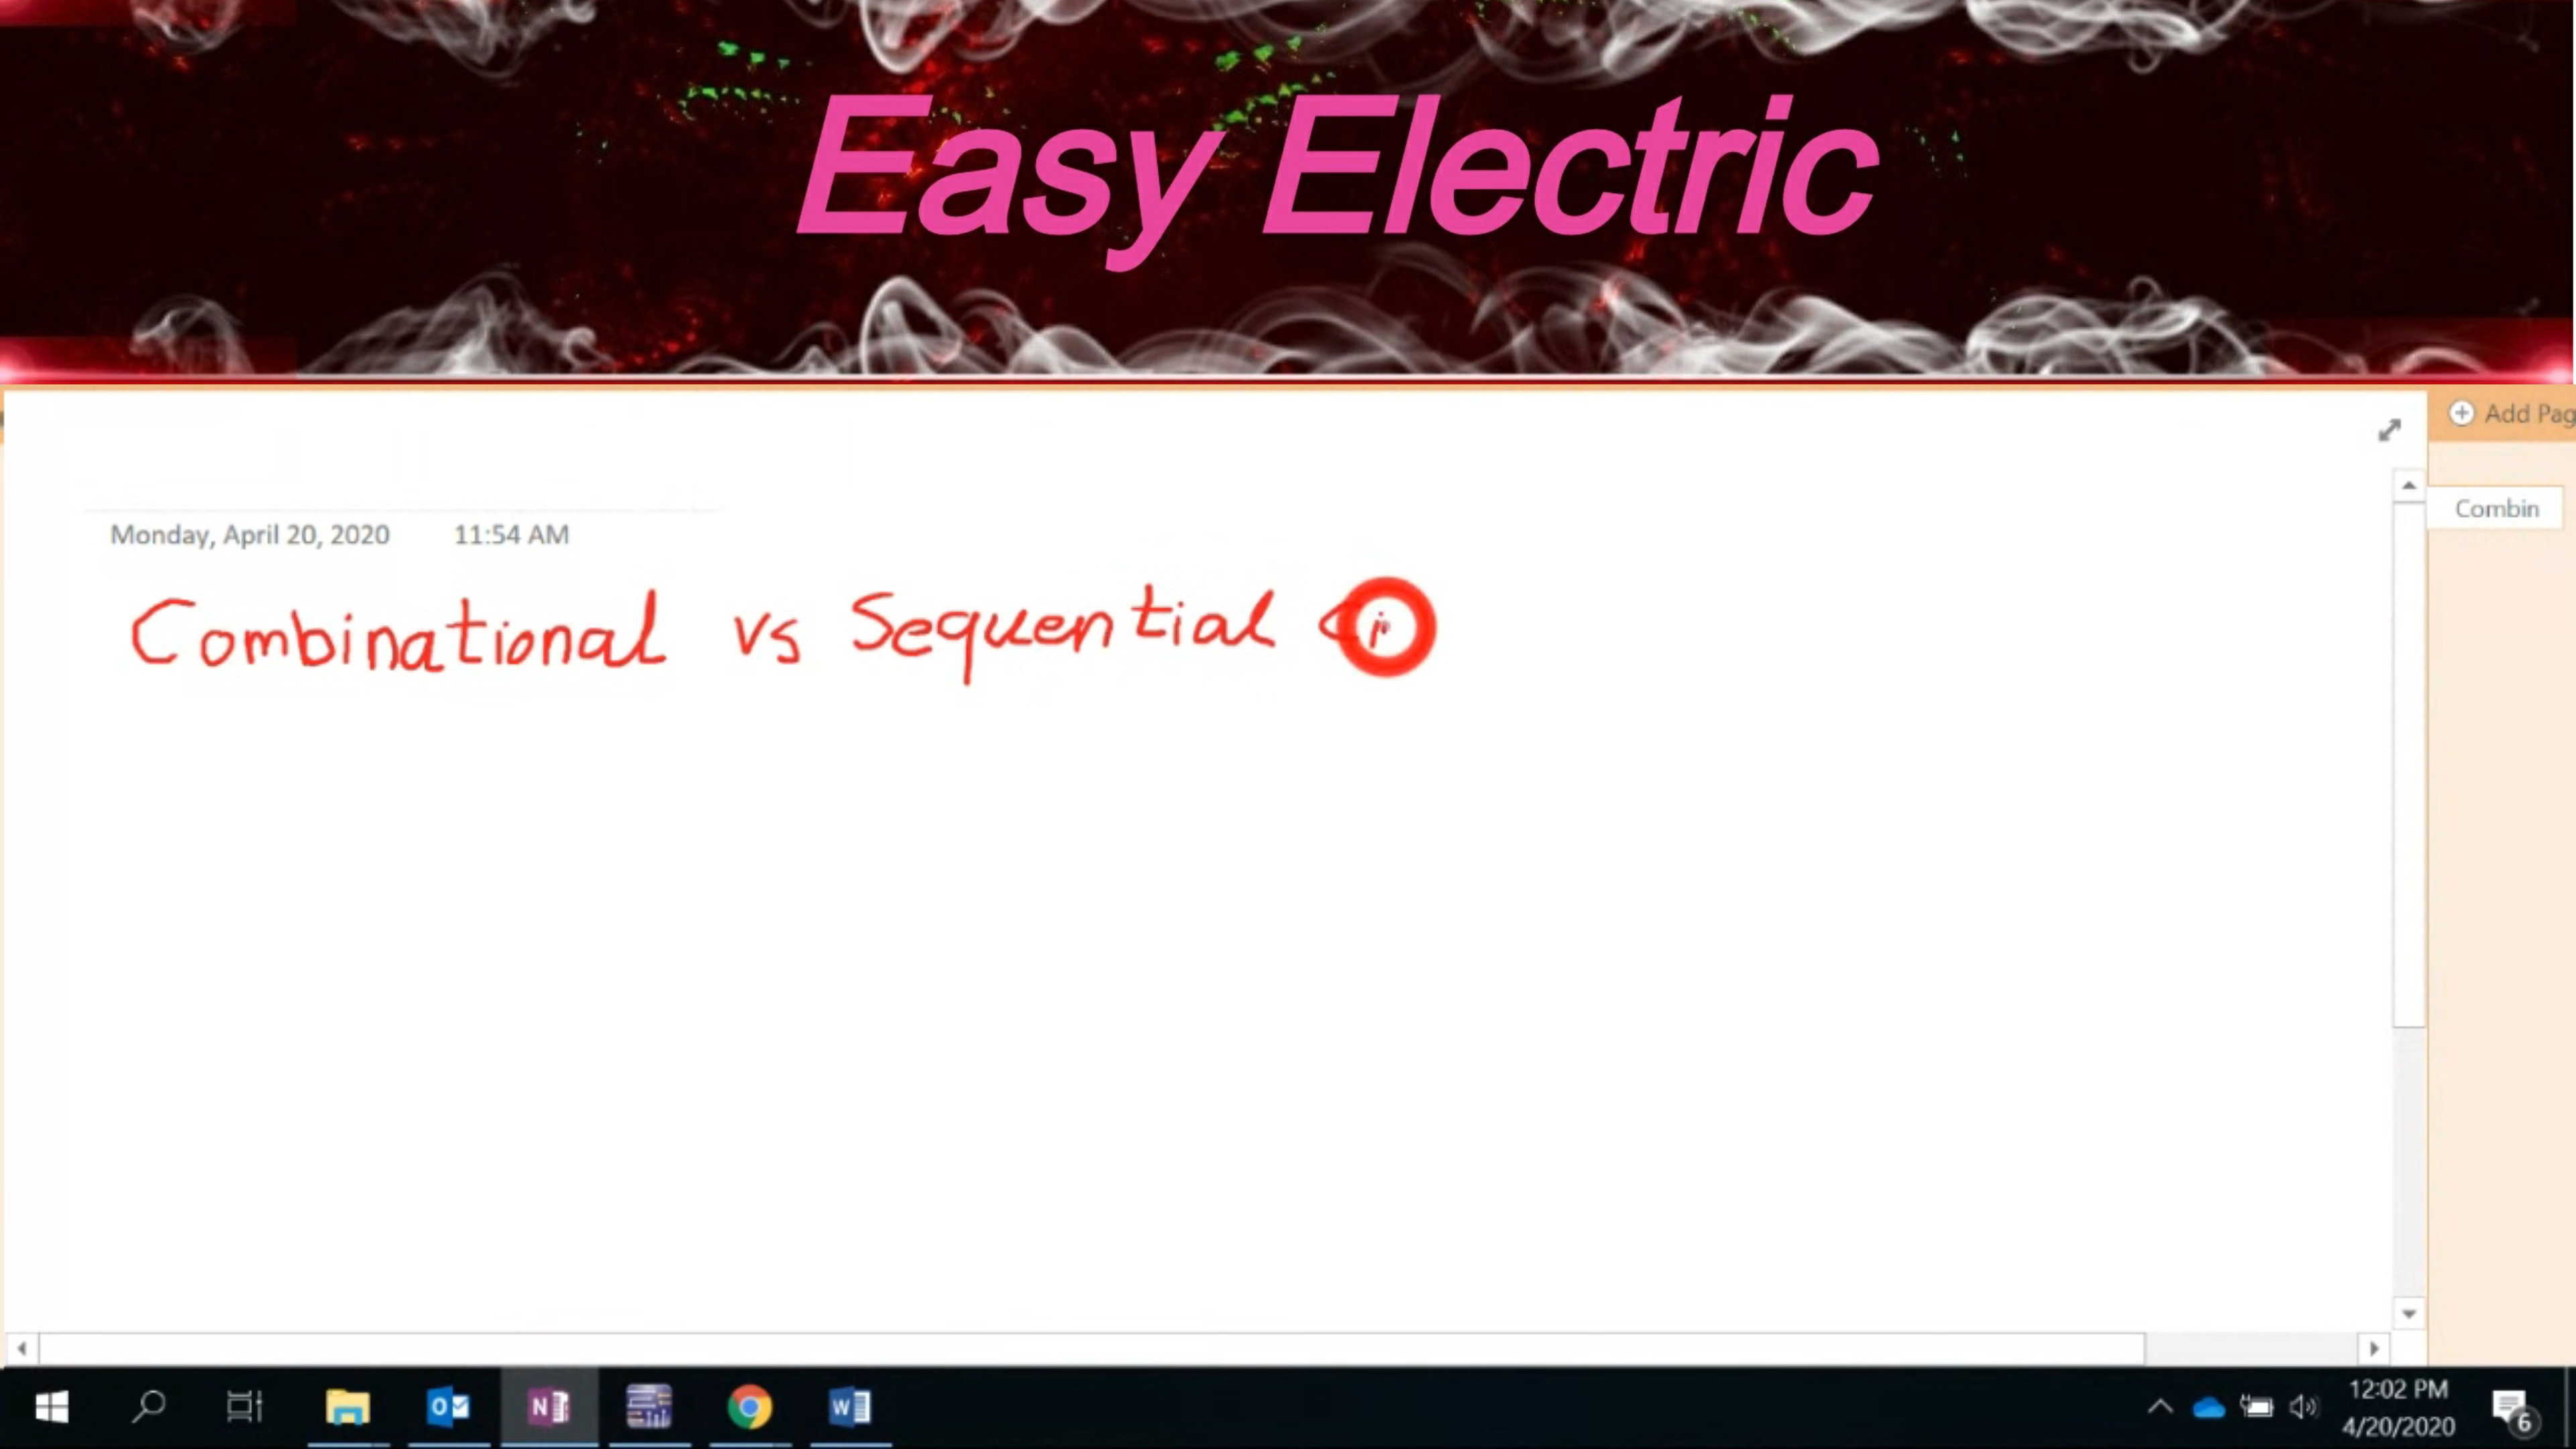 Easy Electric
Add Pag
Combin
Monday, April 20, 2020 11:54 AM
Combinational vs Sequential
12:02 PM
4/20/2020
6